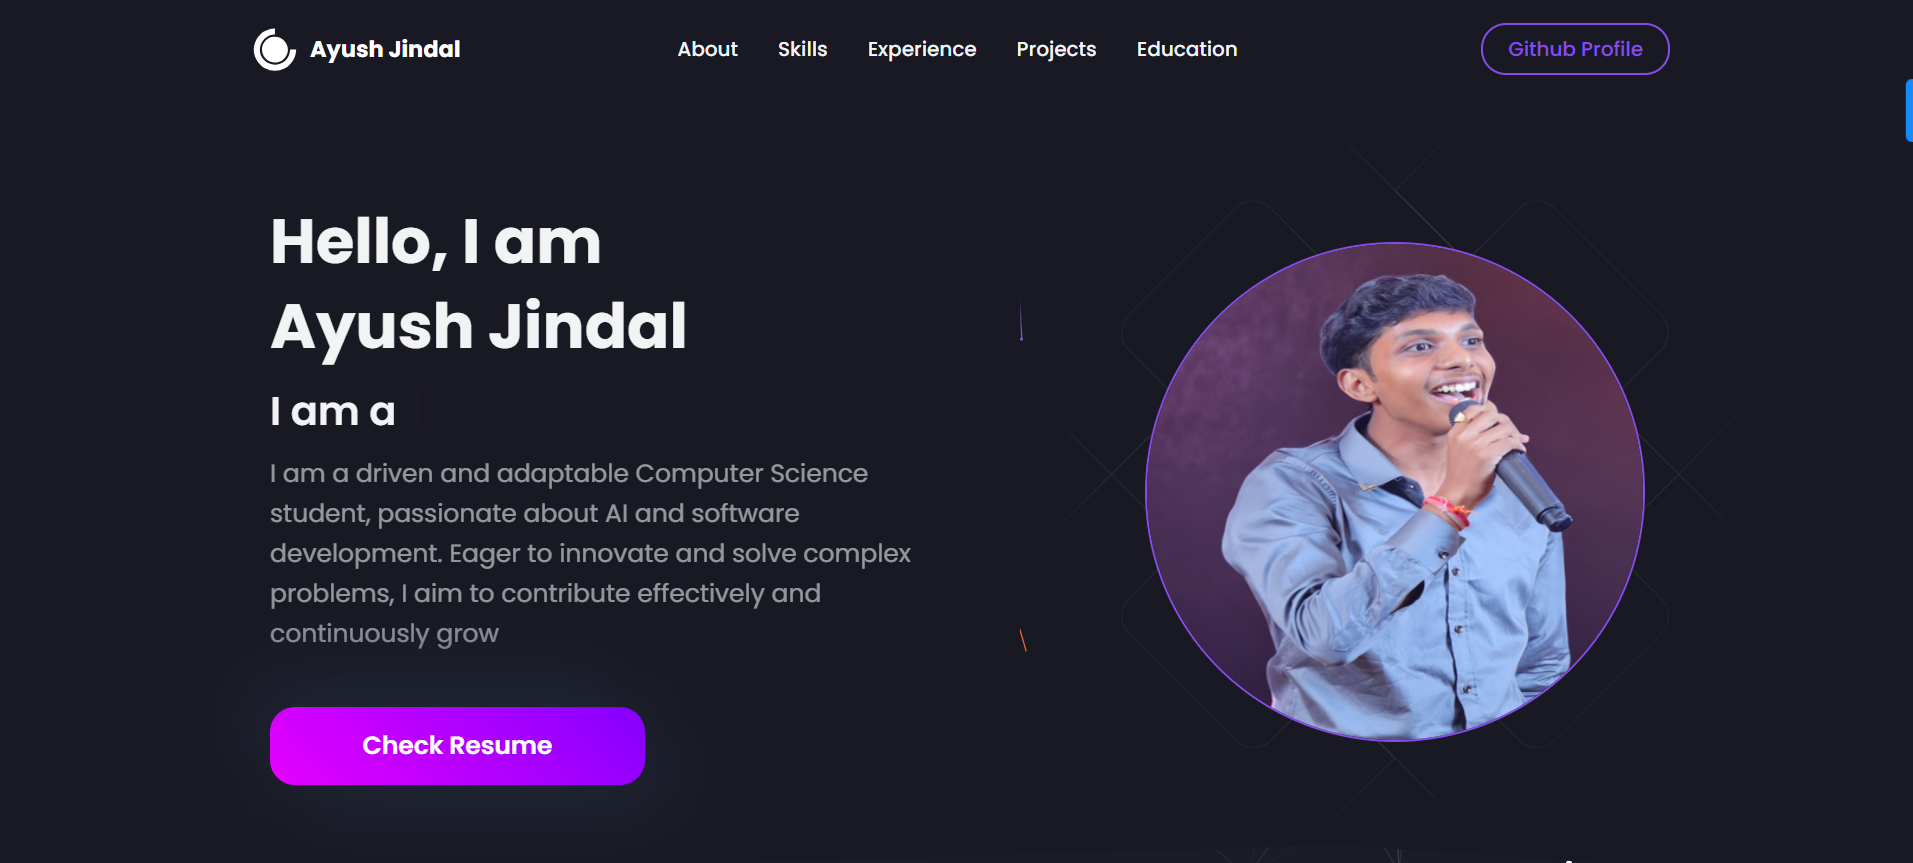 Ayush Jindal
About
Skills
Experience
Projects
Education
Github Profile
Hello, I am
Ayush Jindal
I am a
I am a driven and adaptable Computer Science
student, passionate about AI and software
development. Eager to innovate and solve complex
problems, I aim to contribute effectively and
continuously grow
Check Resume